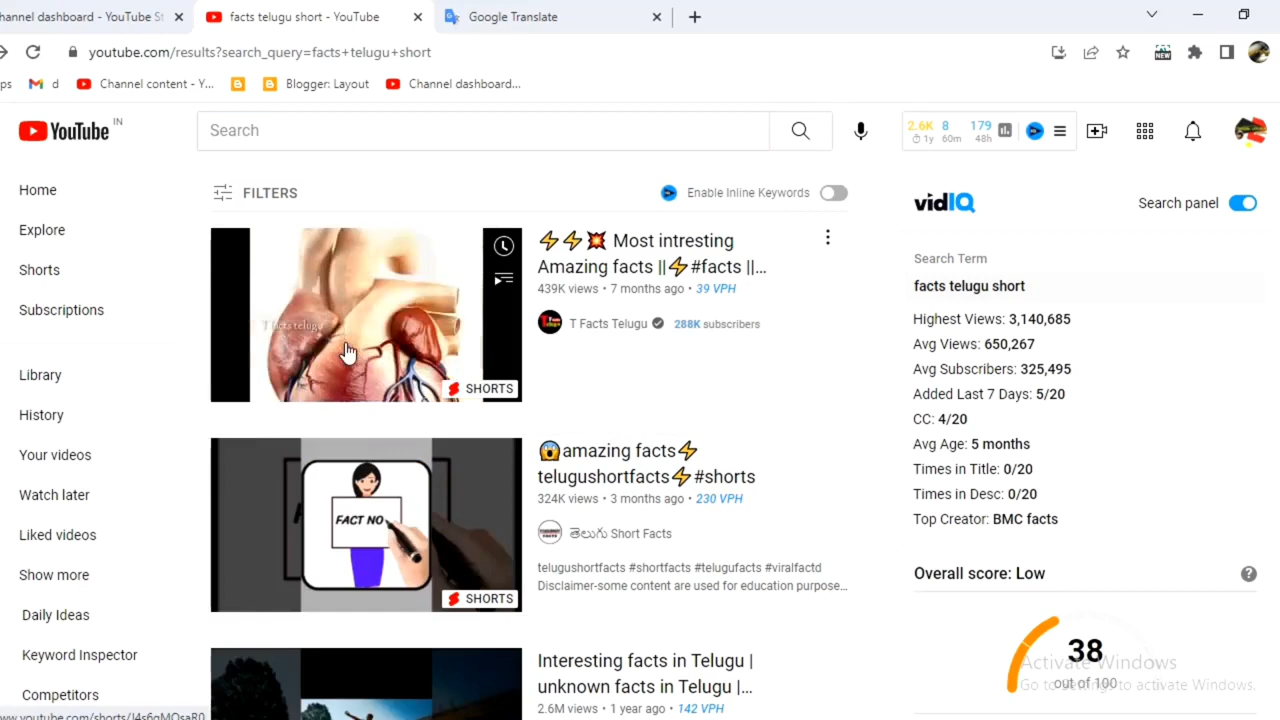 hannel dashboard - YouTube St
facts telugu short - YouTube
Google Translate
youtube.com/results?search_query=facts+telugu+short
NEW
ps
d
Channel content - Y...
Blogger: Layout
Channel dashboard...
YouTube IN
Search
2.6K 8 179
1y 60m 48h
Home
Explore
Shorts
Subscriptions
Library
History
Your videos
Watch later
Liked videos
Show more
Daily Ideas
Keyword Inspector
Competitors
FILTERS
Enable Inline Keywords
T facts telugu
SHORTS
⚡⚡💥 Most intresting
Amazing facts ||⚡#facts ||...
439K views • 7 months ago • 39 VPH
T Facts Telugu
288K subscribers
FACT NO
SHORTS
😱amazing facts⚡
telugushortfacts⚡#shorts
324K views • 3 months ago • 230 VPH
తెలుగు Short Facts
telugushortfacts #shortfacts #telugufacts #viralfactd
Disclaimer-some content are used for education purpose...
Interesting facts in Telugu |
unknown facts in Telugu |...
2.6M views • 1 year ago • 142 VPH
vidIQ
Search panel
Search Term
facts telugu short
Highest Views: 3,140,685
Avg Views: 650,267
Avg Subscribers: 325,495
Added Last 7 Days: 5/20
CC: 4/20
Avg Age: 5 months
Times in Title: 0/20
Times in Desc: 0/20
Top Creator: BMC facts
Overall score: Low
?
38
out of 100
Activate Windows
Go to Settings to activate Windows.